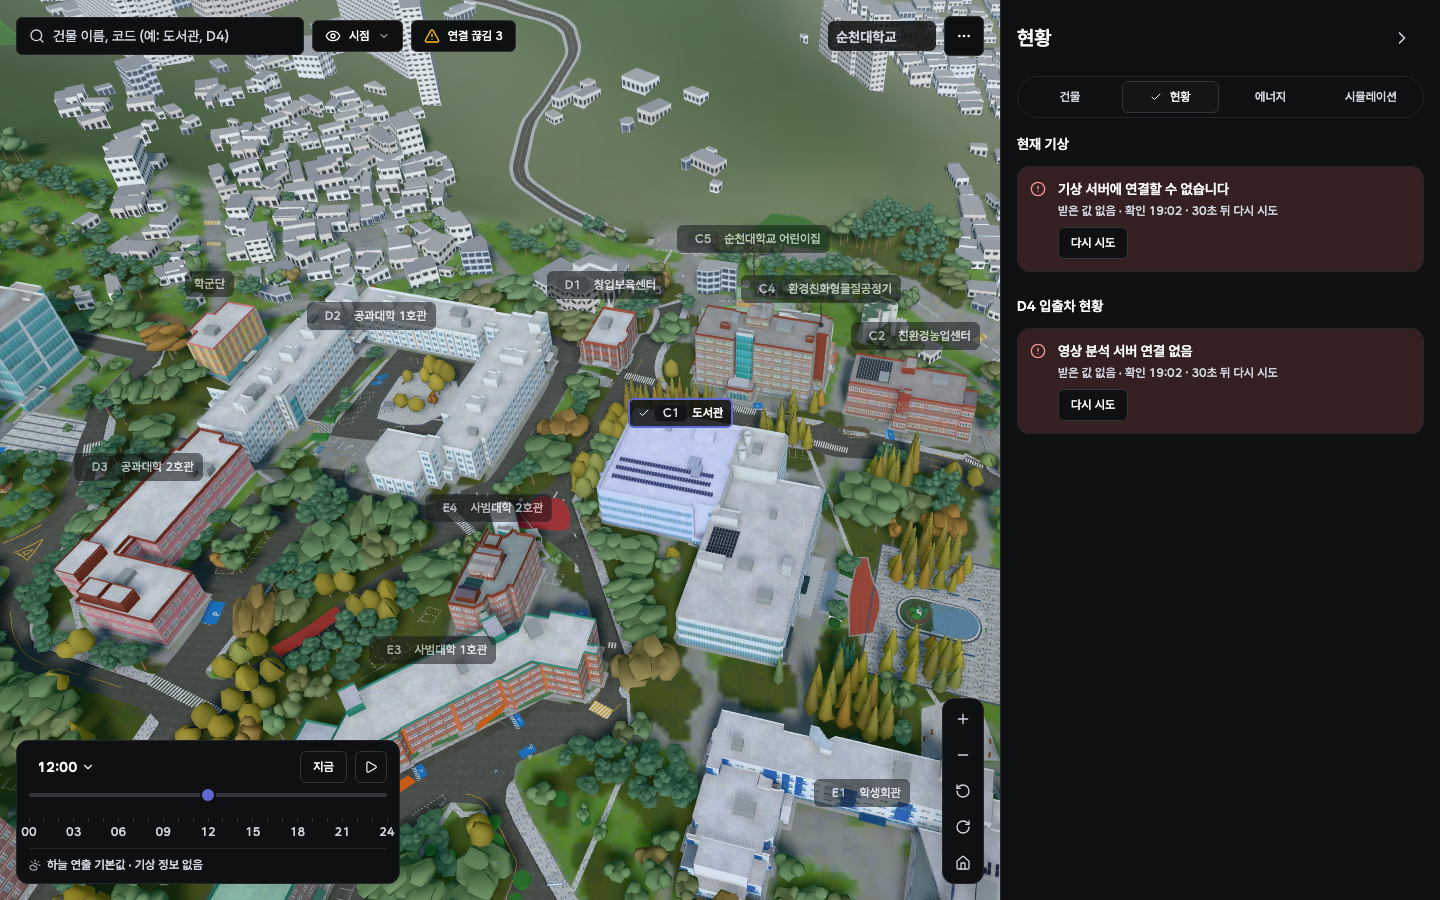 건물 이름, 코드 (예: 도서관, D4)
시점
연결 끊김 3
순천대학교
현황
건물
현황
에너지
시뮬레이션
현재 기상
기상 서버에 연결할 수 없습니다
받은 값 없음 · 확인 19:02 · 30초 뒤 다시 시도
다시 시도
D4 입출차 현황
영상 분석 서버 연결 없음
받은 값 없음 · 확인 19:02 · 30초 뒤 다시 시도
다시 시도
C5 순천대학교 어린이집
학군단
D1 창업보육센터
C4 환경친화형물질공정기
D2 공과대학 1호관
C2 친환경농업센터
C1 도서관
D3 공과대학 2호관
E4 사범대학 2호관
E3 사범대학 1호관
E1 학생회관
12:00
지금
00 03 06 09 12 15 18 21 24
하늘 연출 기본값 · 기상 정보 없음